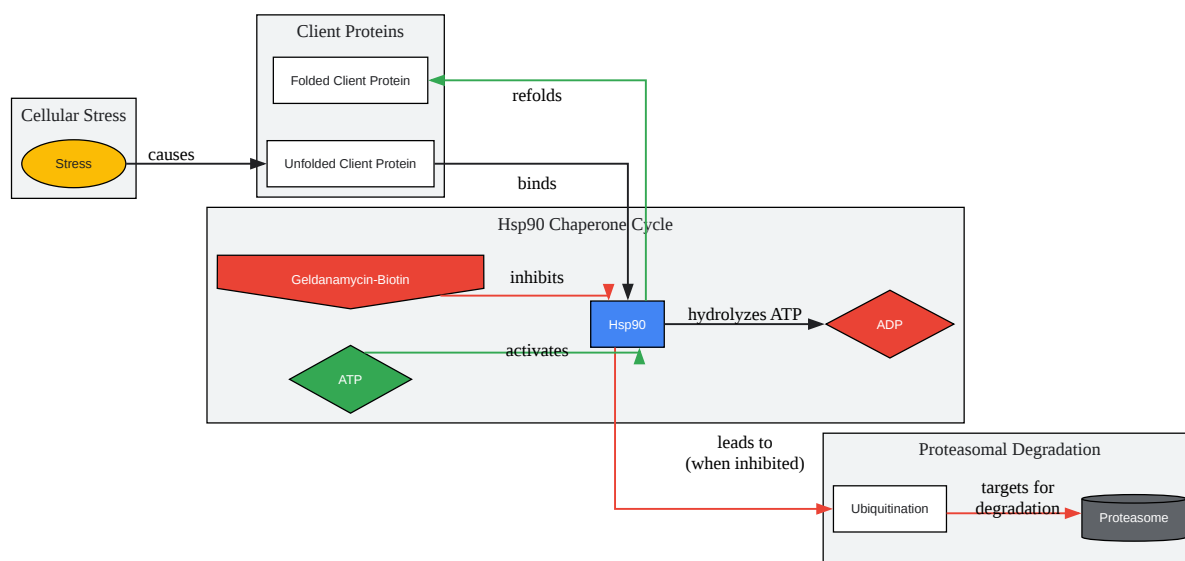 Client Proteins
Folded Client Protein
refolds
Cellular Stress
Stress
causes
Unfolded Client Protein
binds
Hsp90 Chaperone Cycle
Geldanamycin-Biotin
inhibits
Hsp90
hydrolyzes ATP
ADP
activates
ATP
leads to
(when inhibited)
Proteasomal Degradation
Ubiquitination
targets for
degradation
Proteasome